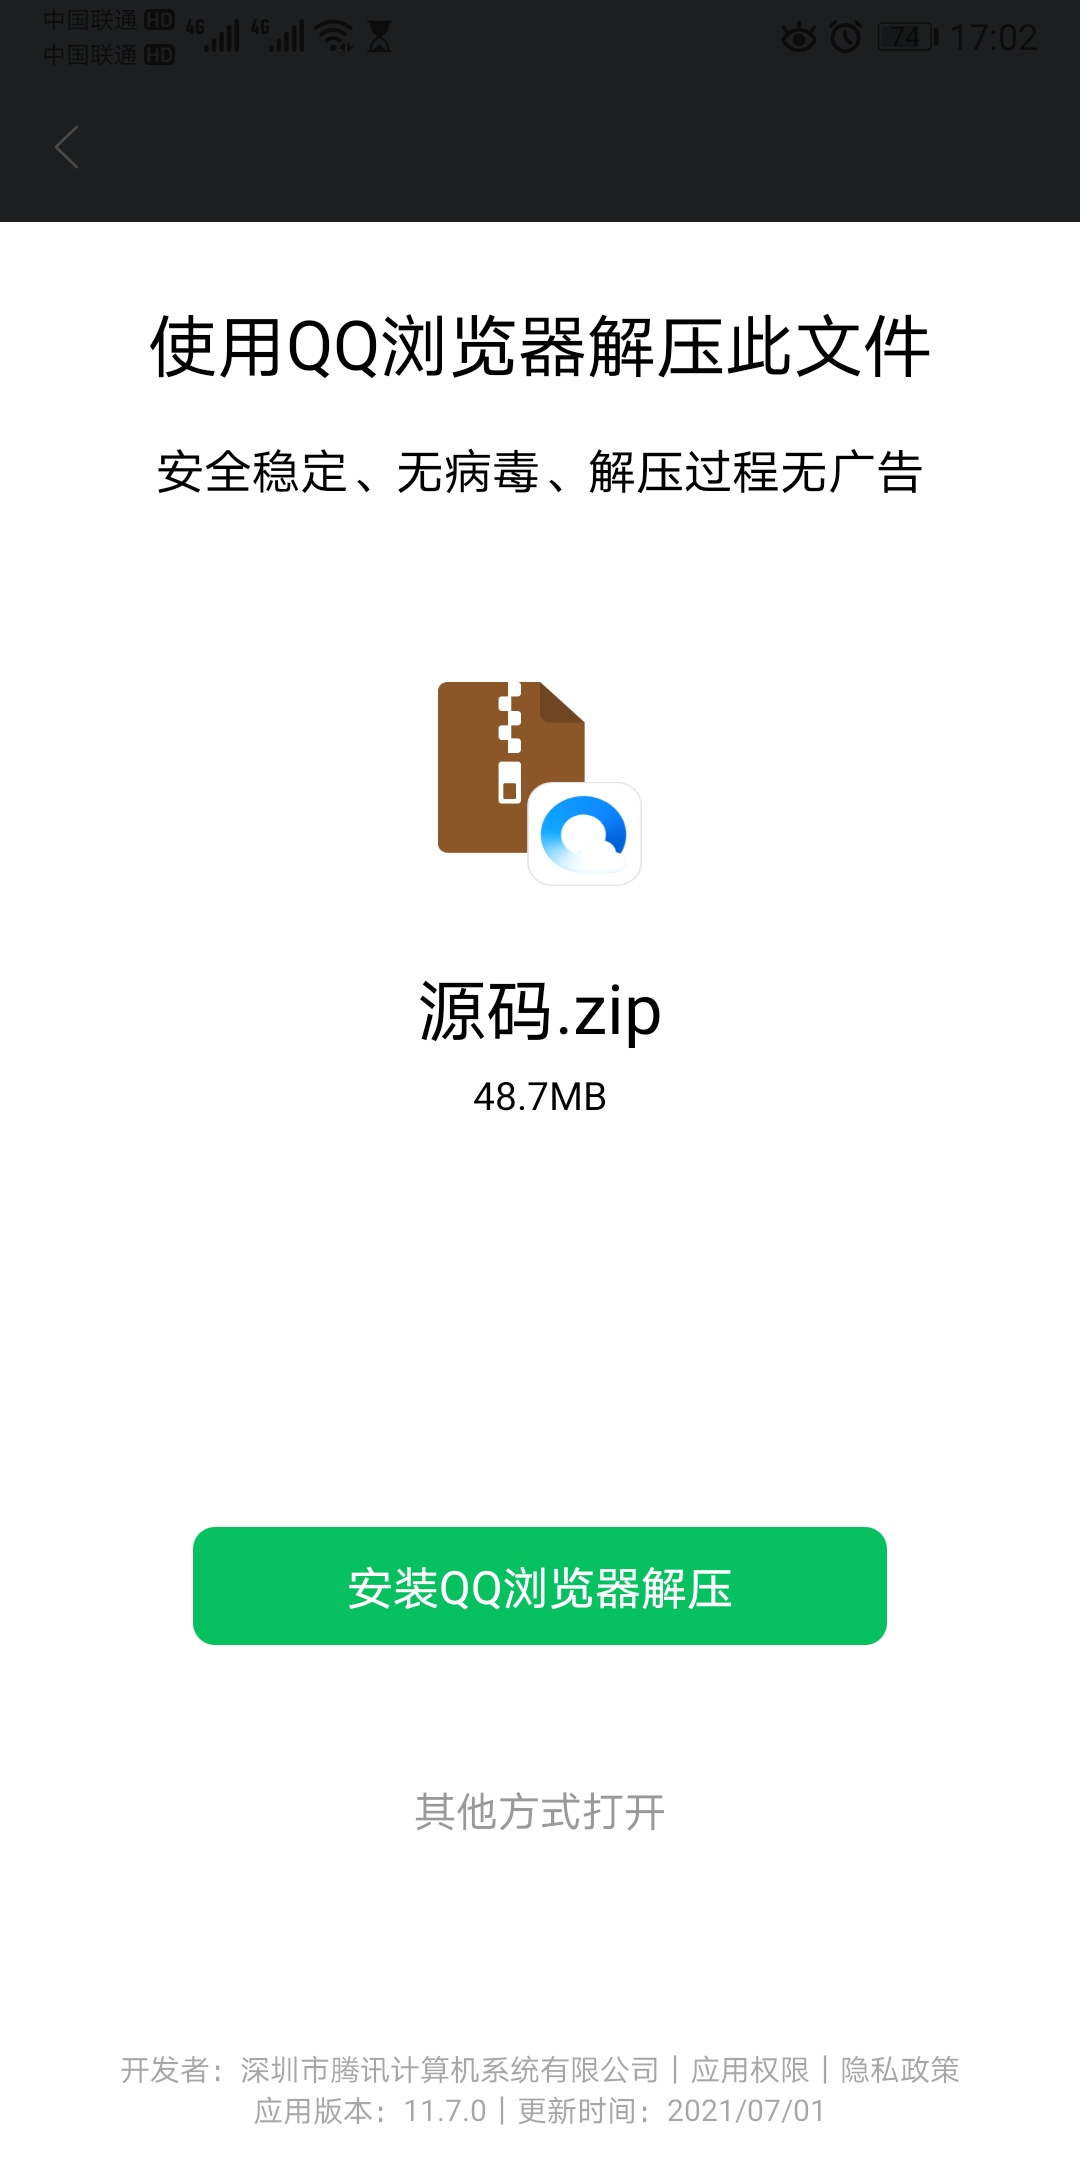 中国联通 HD 4G 4G
中国联通 HD
74 17:02
使用QQ浏览器解压此文件
安全稳定、无病毒、解压过程无广告
源码.zip
48.7MB
安装QQ浏览器解压
其他方式打开
开发者：深圳市腾讯计算机系统有限公司｜应用权限｜隐私政策
应用版本：11.7.0｜更新时间：2021/07/01